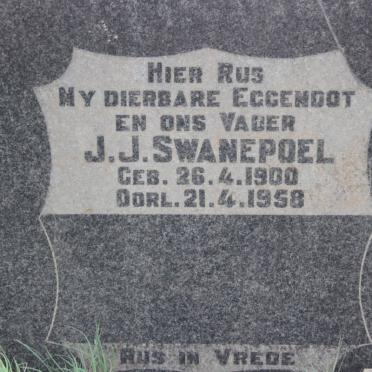 HIER RUS
MY DIERBARE EGGENOOT
EN ONS VADER
J.J. SWANEPOEL
GEB. 26.4.1900
OORL. 21.4.1958
RUS IN VREDE